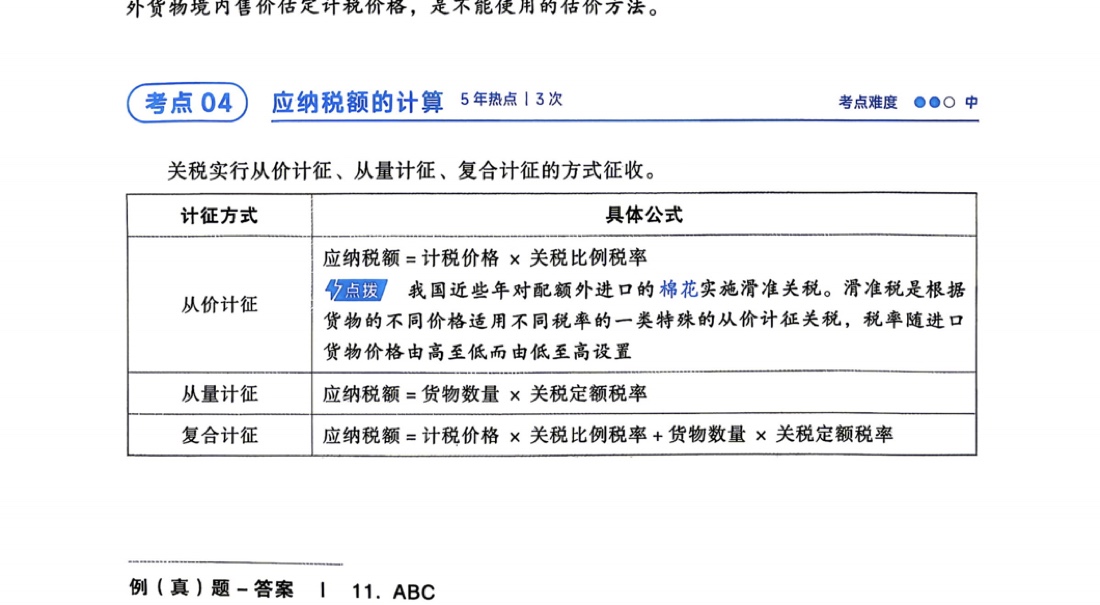 外货物境内售价估定计税价格，是不能使用的估价方法。
考点 04 应纳税额的计算 5 年热点 | 3 次 考点难度 中
关税实行从价计征、从量计征、复合计征的方式征收。
计征方式 具体公式
从价计征
应纳税额 = 计税价格 × 关税比例税率
点拨 我国近些年对配额外进口的棉花实施滑准关税。滑准税是根据
货物的不同价格适用不同税率的一类特殊的从价计征关税，税率随进口
货物价格由高至低而由低至高设置
从量计征 应纳税额 = 货物数量 × 关税定额税率
复合计征 应纳税额 = 计税价格 × 关税比例税率 + 货物数量 × 关税定额税率
例（真）题 – 答案 | 11. ABC